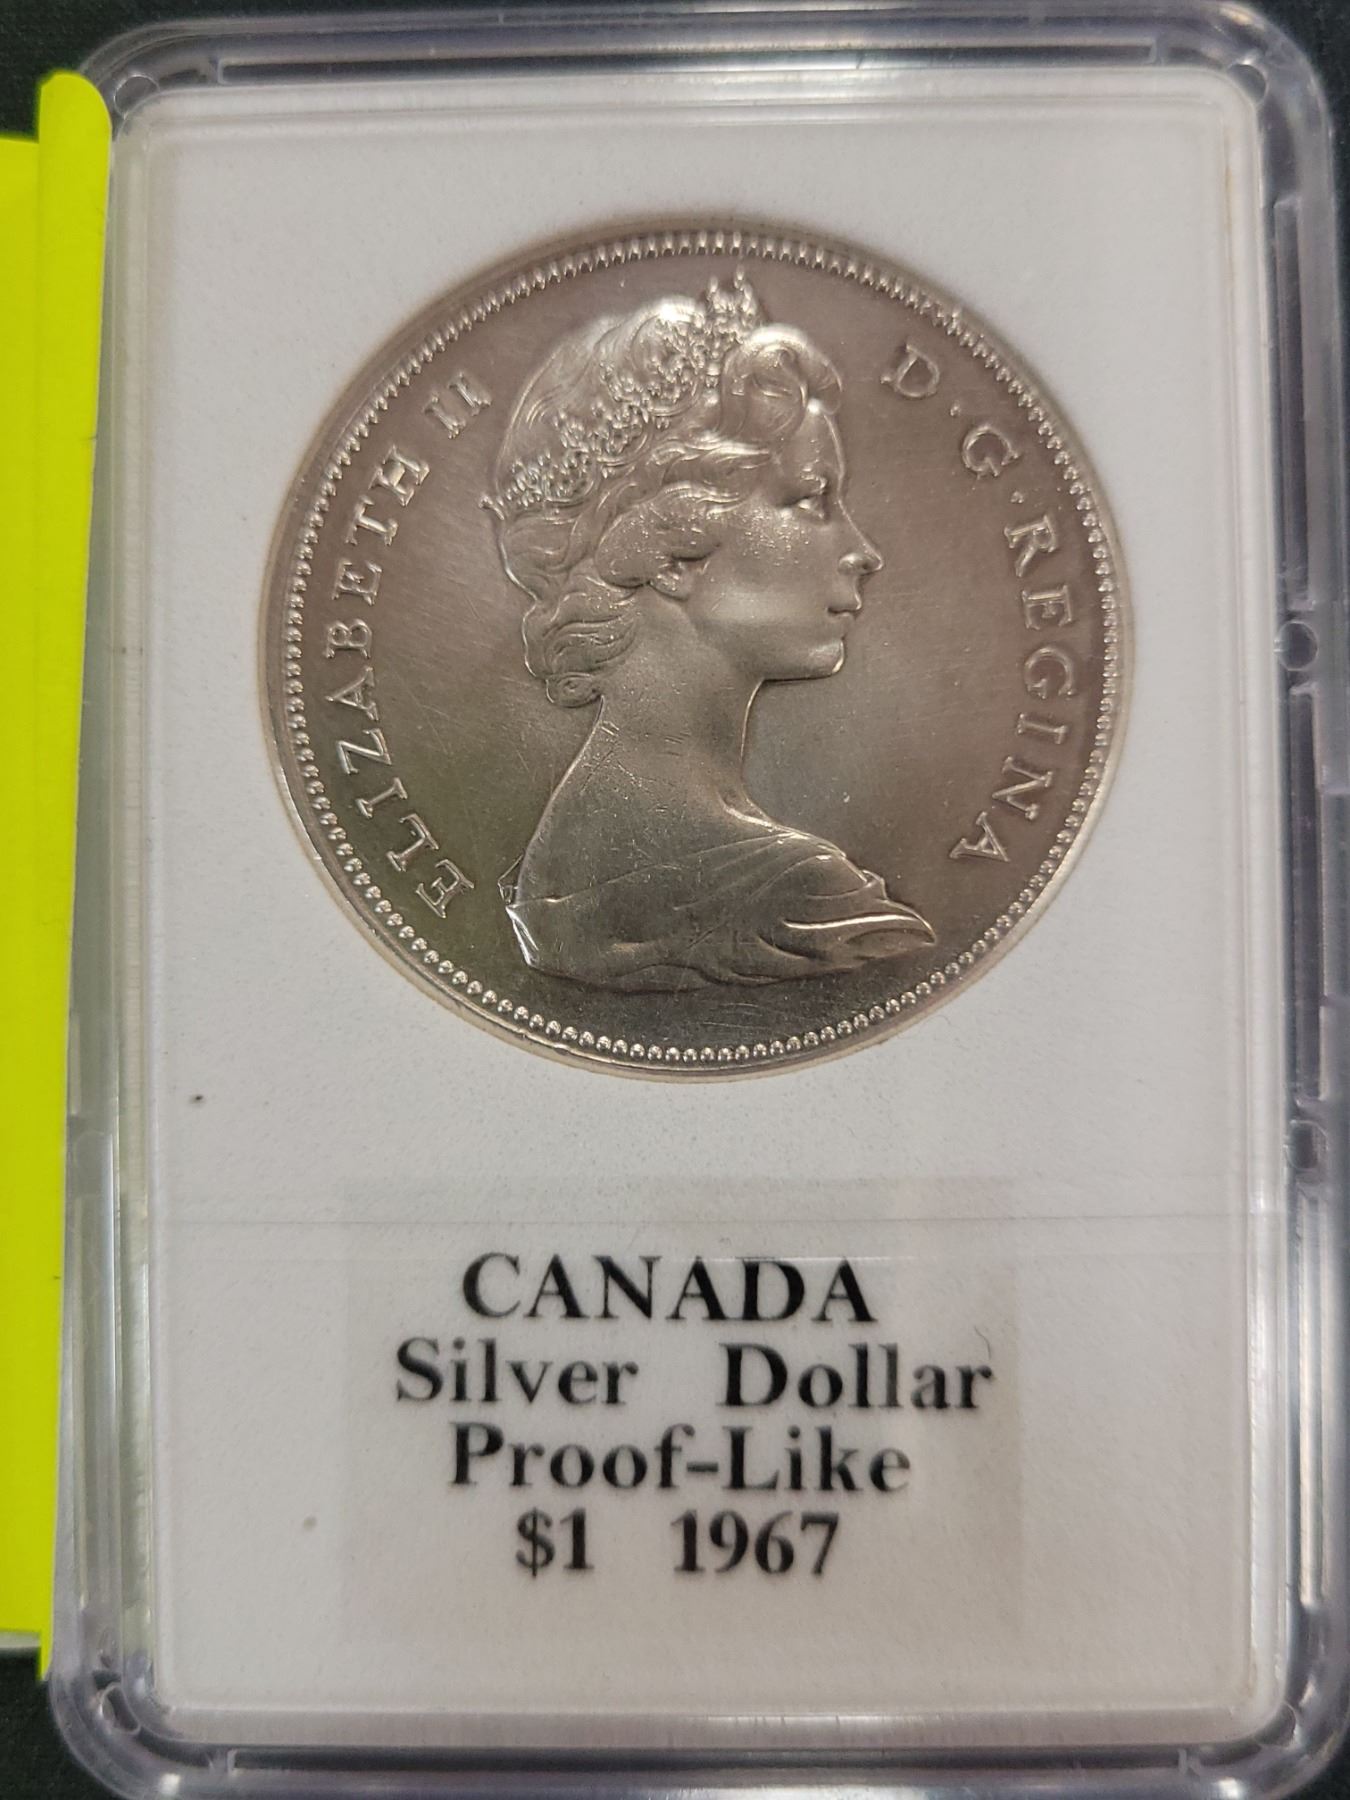 ELIZABETH II D·G·REGINA
CANADA
Silver Dollar
Proof-Like
$1 1967